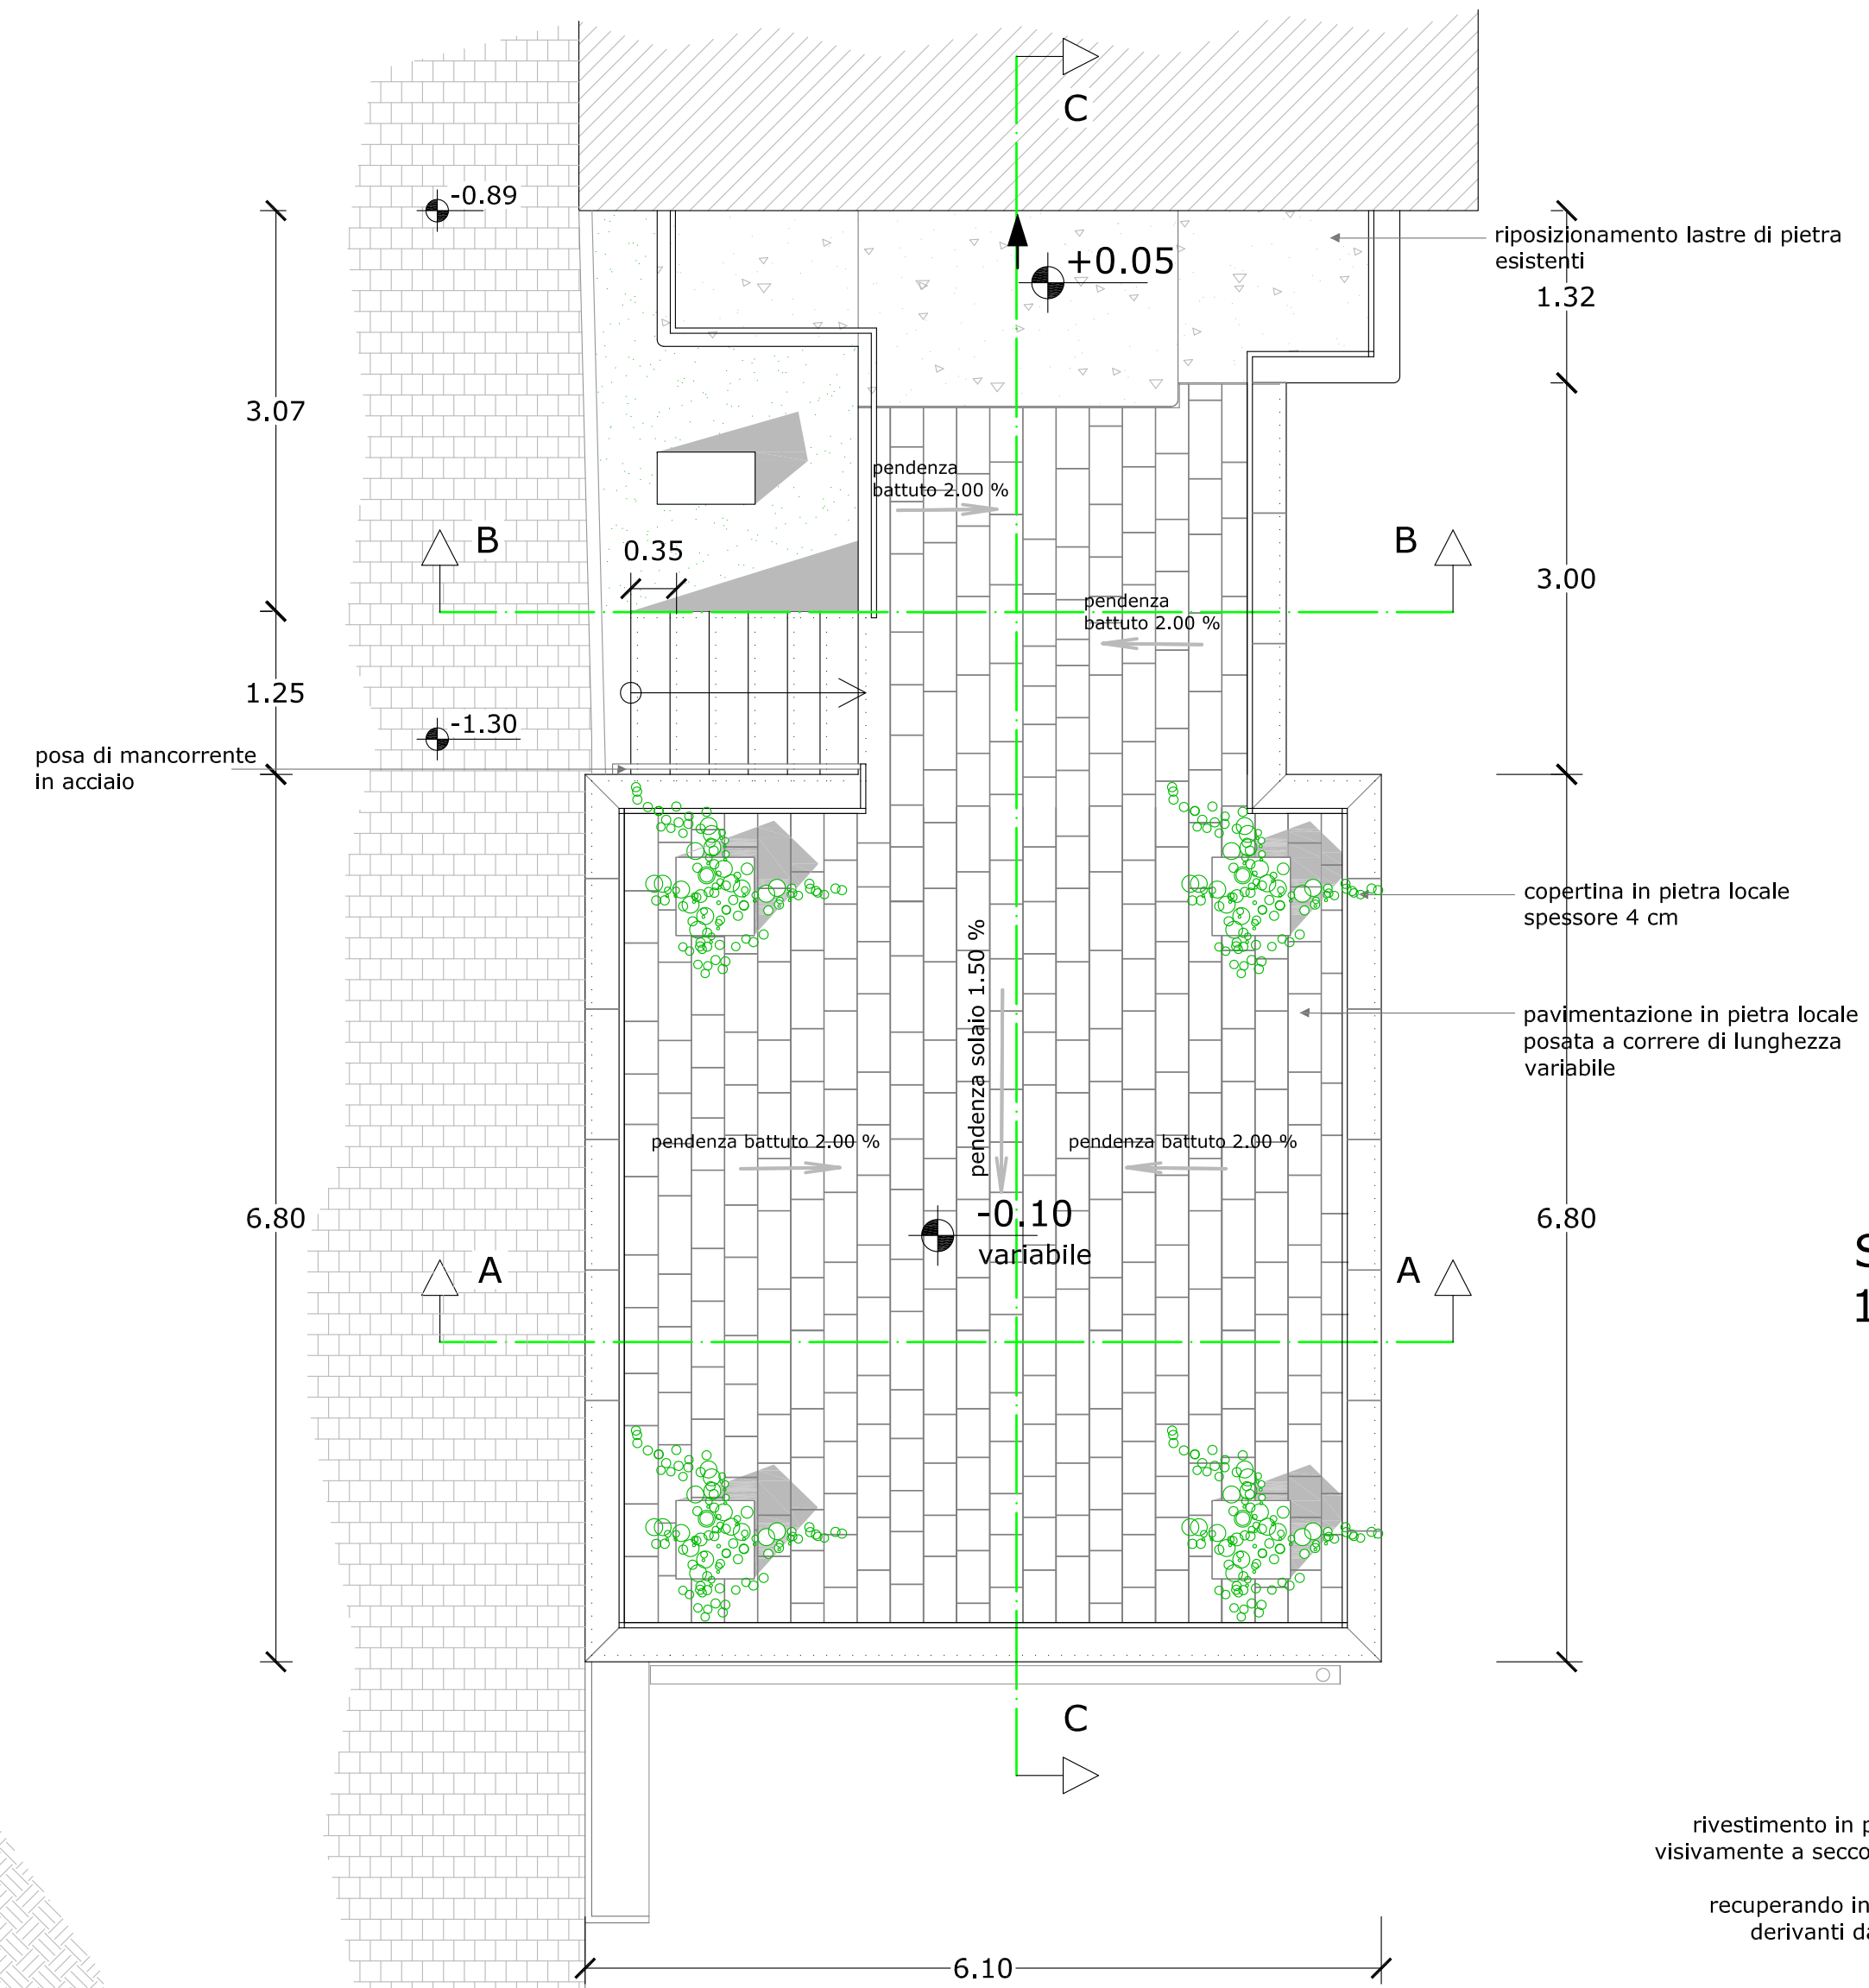 C
-0.89
+0.05
riposizionamento lastre di pietra
esistenti
1.32
3.07
pendenza
battuto 2.00 %
B
B
0.35
3.00
pendenza
battuto 2.00 %
1.25
-1.30
posa di mancorrente
in acciaio
copertina in pietra locale
spessore 4 cm
pendenza solaio 1.50 %
pavimentazione in pietra locale
posata a correre di lunghezza
variabile
pendenza battuto 2.00 %
pendenza battuto 2.00 %
6.80
-0.10
variabile
6.80
S
1
A
A
C
rivestimento in p
visivamente a secco
recuperando in
derivanti da
6.10